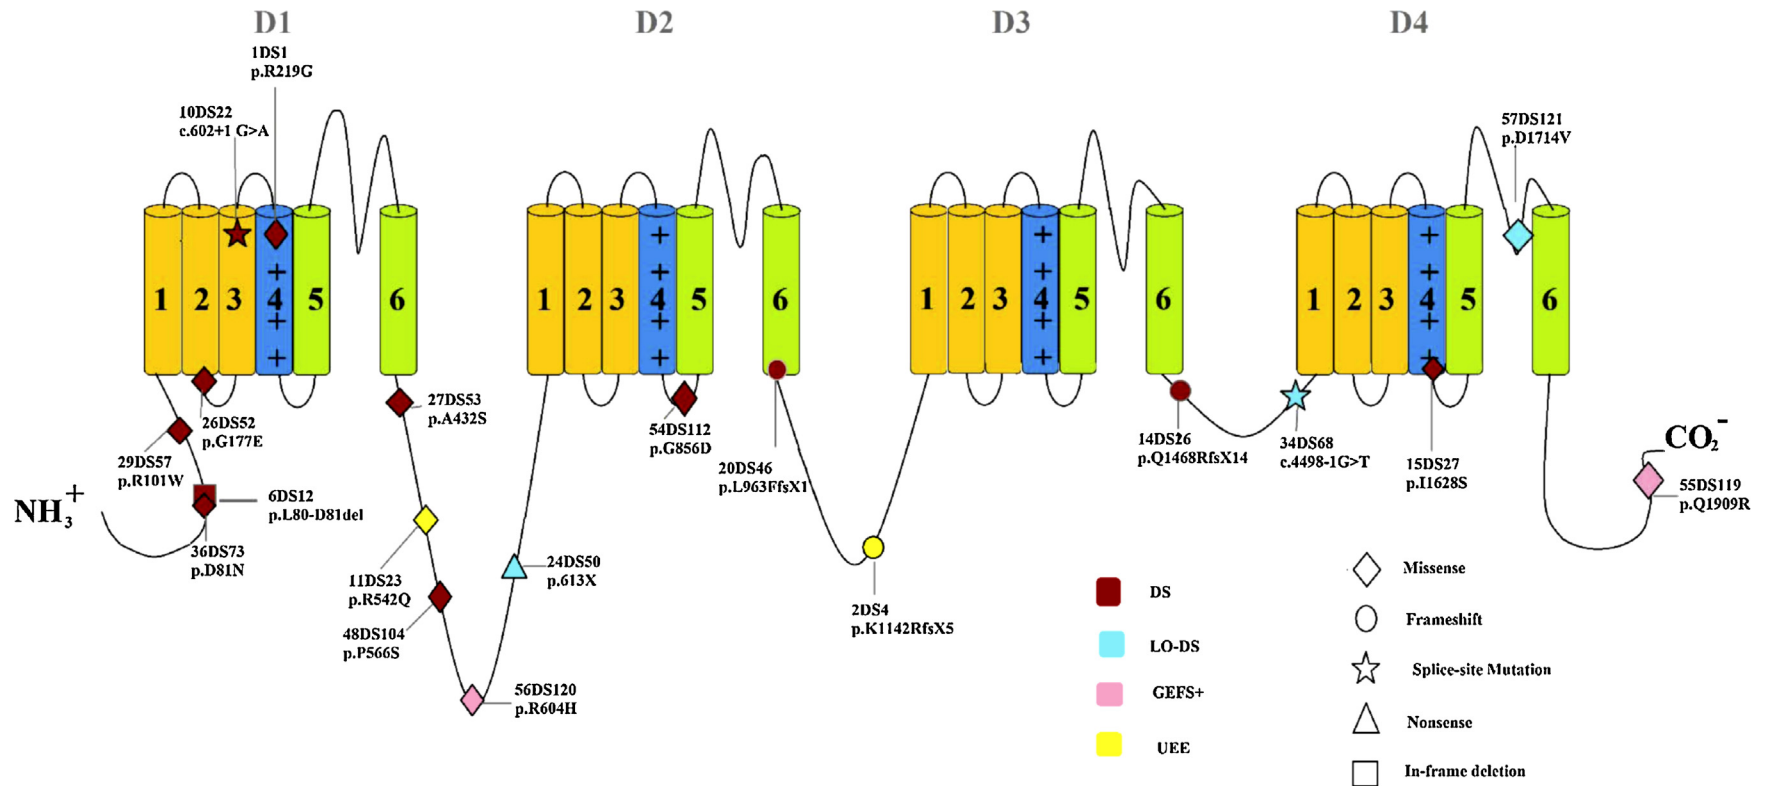 D1
D2
D3
D4
1DS1
p.R219G
10DS22
c.602+1 G>A
57DS121
p.D1714V
1 2 3 4 5 6
+
+
+
1 2 3 4 5 6
+
+
+
+
1 2 3 4 5 6
+
+
+
+
1 2 3 4 5 6
+
+
+
+
26DS52
p.G177E
29DS57
p.R101W
6DS12
p.L80-D81del
36DS73
p.D81N
NH3+
27DS53
p.A432S
11DS23
p.R542Q
48DS104
p.P566S
56DS120
p.R604H
24DS50
p.613X
54DS112
p.G856D
20DS46
p.L963FfsX1
2DS4
p.K1142RfsX5
14DS26
p.Q1468RfsX14
34DS68
c.4498-1G>T
15DS27
p.I1628S
CO2-
55DS119
p.Q1909R
DS
LO-DS
GEFS+
UEE
Missense
Frameshift
Splice-site Mutation
Nonsense
In-frame deletion